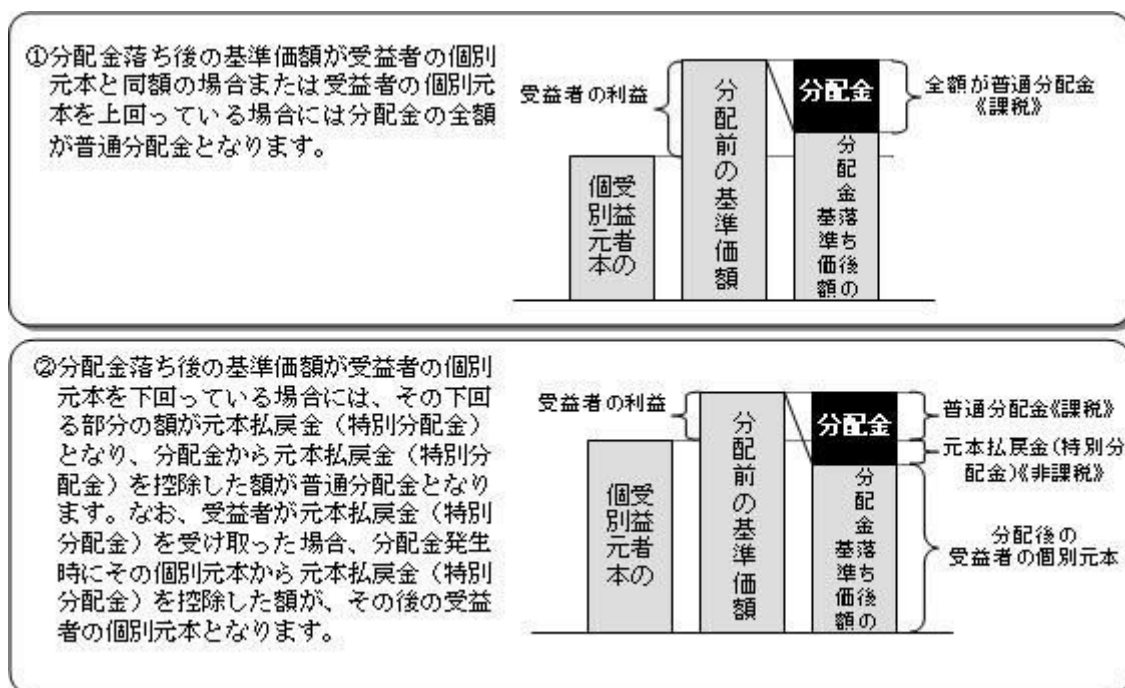 ①分配金落ち後の基準価額が受益者の個別
元本と同額の場合または受益者の個別元
本を上回っている場合には分配金の全額
が普通分配金となります。
受益者の利益
受益者の
個別元本
分配前の基準価額
分配金
分配金落ち後の
基準価額
全額が普通分配金
《課税》
②分配金落ち後の基準価額が受益者の個別
元本を下回っている場合には、その下回
る部分の額が元本払戻金（特別分配金）
となり、分配金から元本払戻金（特別分
配金）を控除した額が普通分配金となり
ます。なお、受益者が元本払戻金（特別
分配金）を受け取った場合、分配金発生
時にその個別元本から元本払戻金（特別
分配金）を控除した額が、その後の受益
者の個別元本となります。
受益者の利益
受益者の
個別元本
分配前の基準価額
分配金
分配金落ち後の
基準価額
普通分配金《課税》
元本払戻金(特別分
配金)《非課税》
分配後の
受益者の個別元本